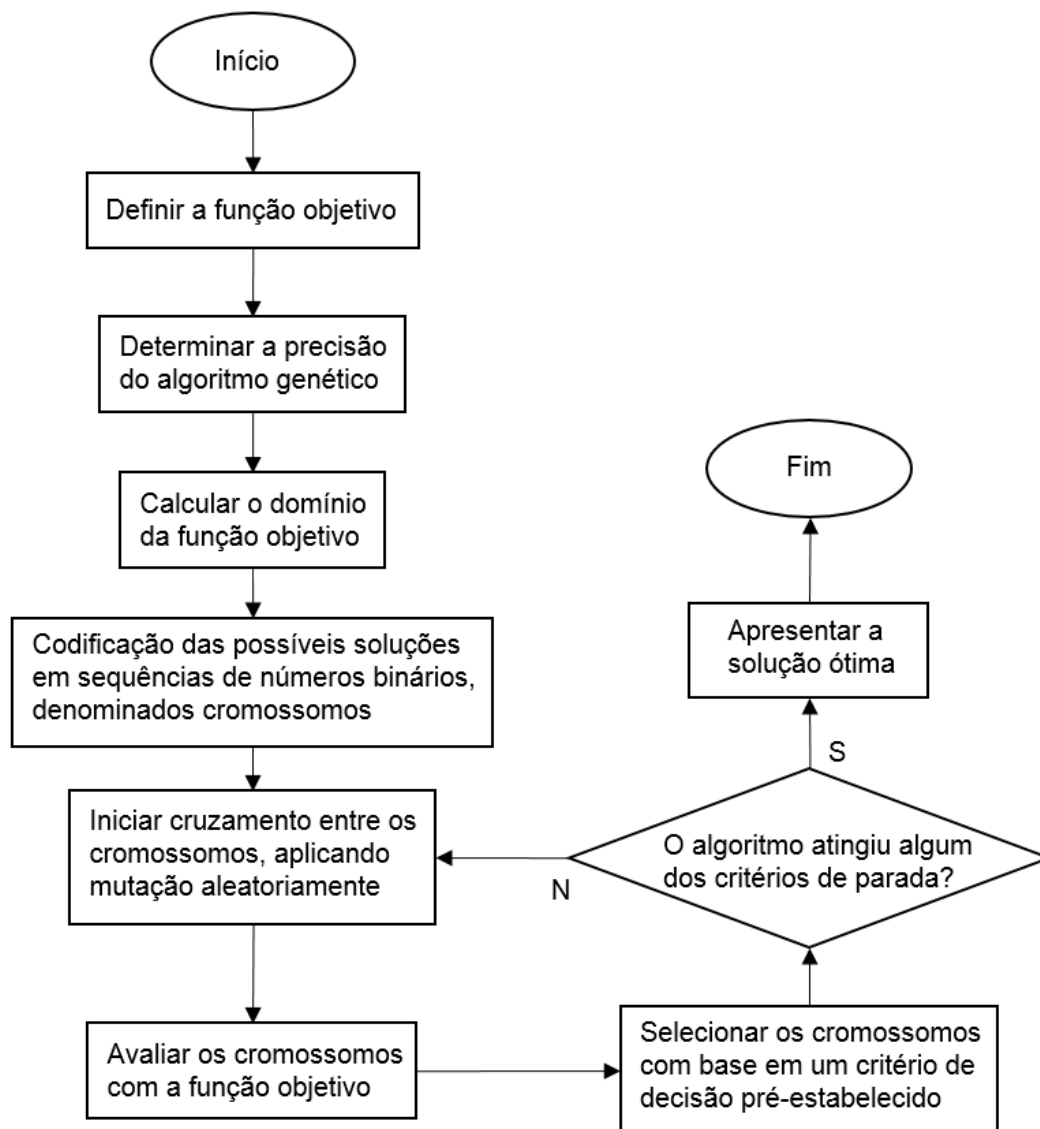 Início
Definir a função objetivo
Determinar a precisão
do algoritmo genético
Calcular o domínio
da função objetivo
Codificação das possíveis soluções
em sequências de números binários,
denominados cromossomos
Iniciar cruzamento entre os
cromossomos, aplicando
mutação aleatoriamente
Avaliar os cromossomos
com a função objetivo
Selecionar os cromossomos
com base em um critério de
decisão pré-estabelecido
O algoritmo atingiu algum
dos critérios de parada?
N
S
Apresentar a
solução ótima
Fim